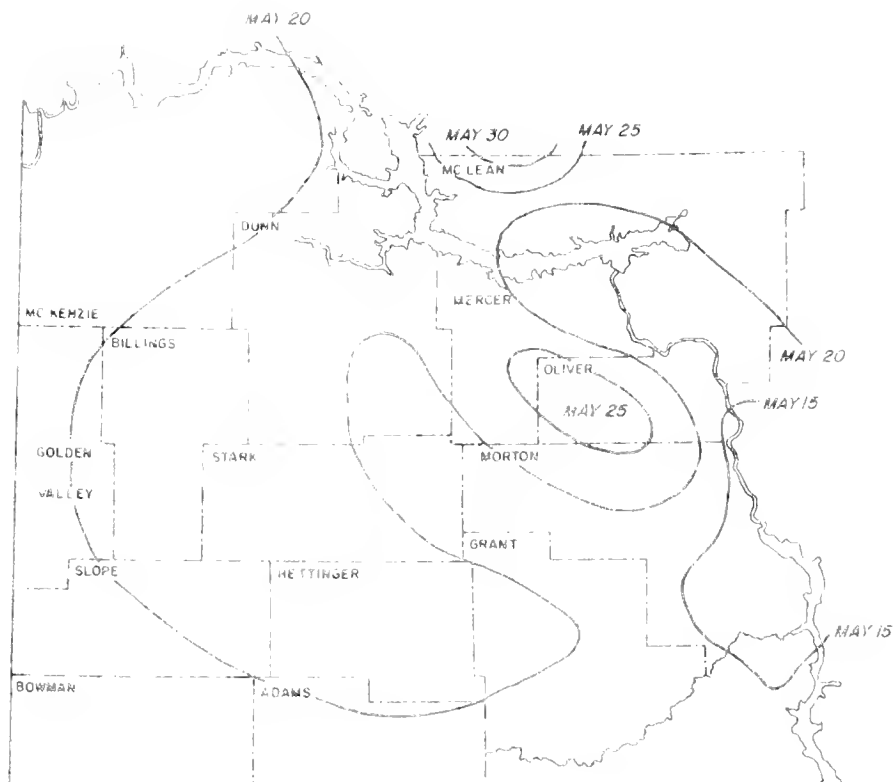 MAY 20
MAY 30
MAY 25
MC LEAN
DUNN
MERCER
MC KENZIE
BILLINGS
MAY 20
OLIVER
MAY 15
MAY 25
GOLDEN
VALLEY
STARK
MORTON
GRANT
SLOPE
HETTINGER
MAY 15
BOWMAN
ADAMS